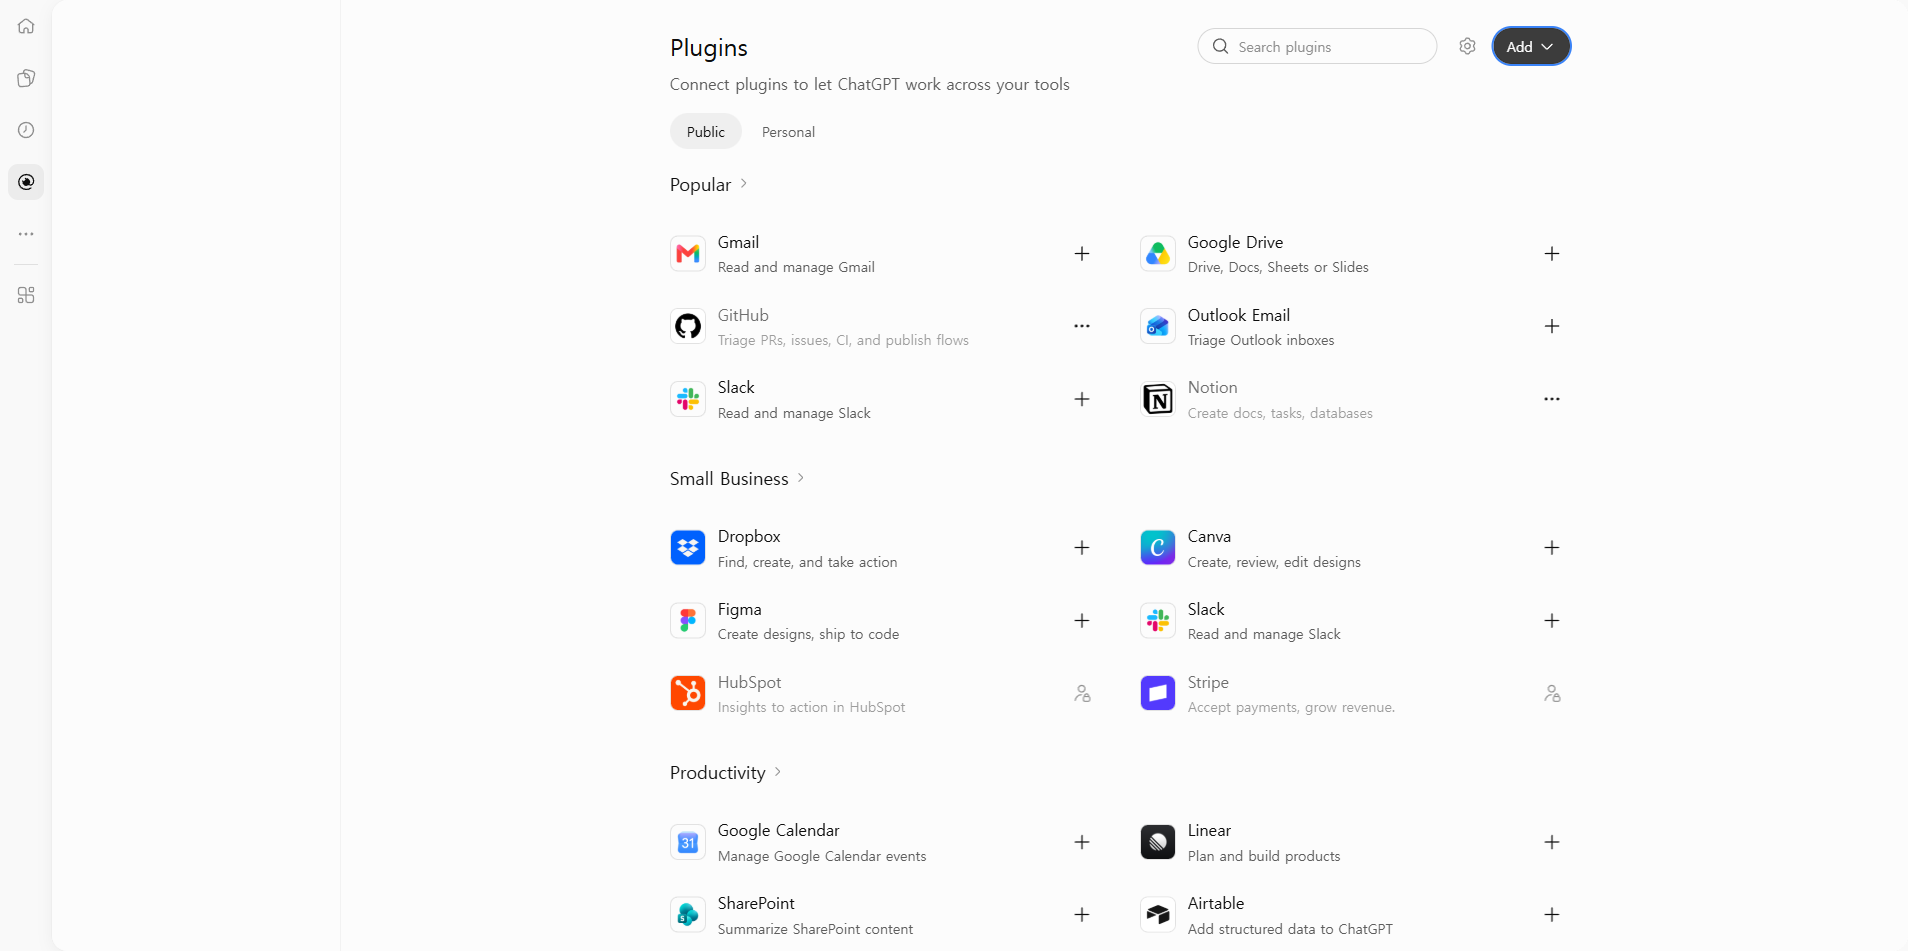 Plugins
Search plugins
Add
Connect plugins to let ChatGPT work across your tools
Public
Personal
Popular
Gmail
Read and manage Gmail
Google Drive
Drive, Docs, Sheets or Slides
GitHub
Triage PRs, issues, CI, and publish flows
Outlook Email
Triage Outlook inboxes
Slack
Read and manage Slack
Notion
Create docs, tasks, databases
Small Business
Dropbox
Find, create, and take action
Canva
Create, review, edit designs
Figma
Create designs, ship to code
Slack
Read and manage Slack
HubSpot
Insights to action in HubSpot
Stripe
Accept payments, grow revenue.
Productivity
31
Google Calendar
Manage Google Calendar events
Linear
Plan and build products
SharePoint
Summarize SharePoint content
Airtable
Add structured data to ChatGPT